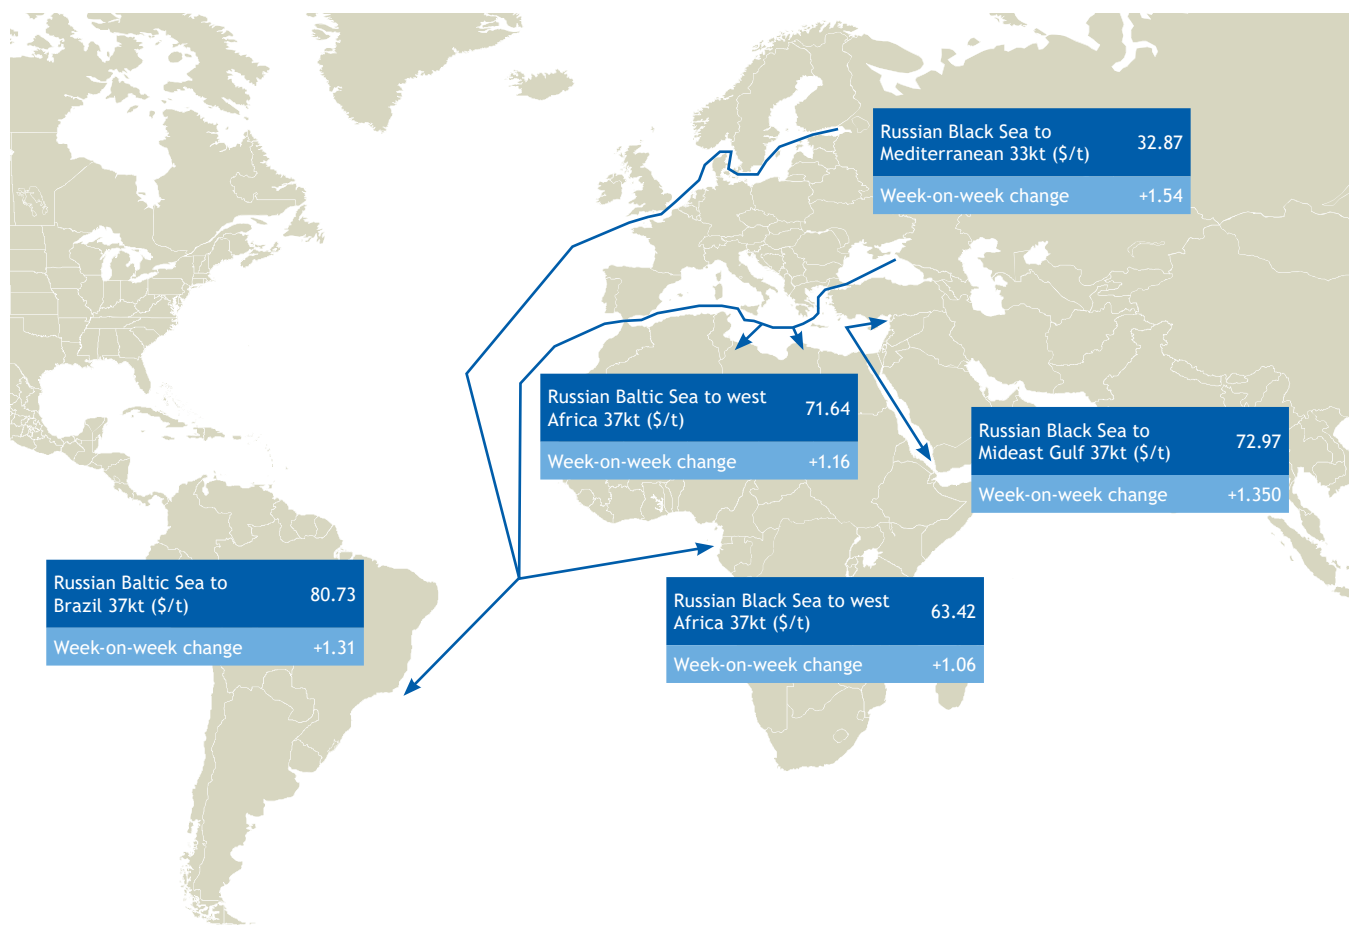 Russian Black Sea to
Mediterranean 33kt ($/t)
32.87
Week-on-week change
+1.54
Russian Baltic Sea to west
Africa 37kt ($/t)
71.64
Week-on-week change
+1.16
Russian Black Sea to
Mideast Gulf 37kt ($/t)
72.97
Week-on-week change
+1.350
Russian Baltic Sea to
Brazil 37kt ($/t)
80.73
Week-on-week change
+1.31
Russian Black Sea to west
Africa 37kt ($/t)
63.42
Week-on-week change
+1.06